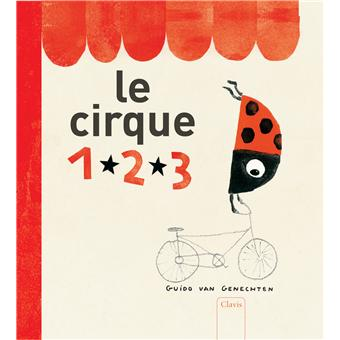 le
cirque
1★2★3
GUIDO VAN GENECHTEN
Clavis